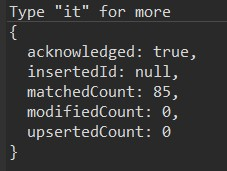 Type "it" for more
{
  acknowledged: true,
  insertedId: null,
  matchedCount: 85,
  modifiedCount: 0,
  upsertedCount: 0
}